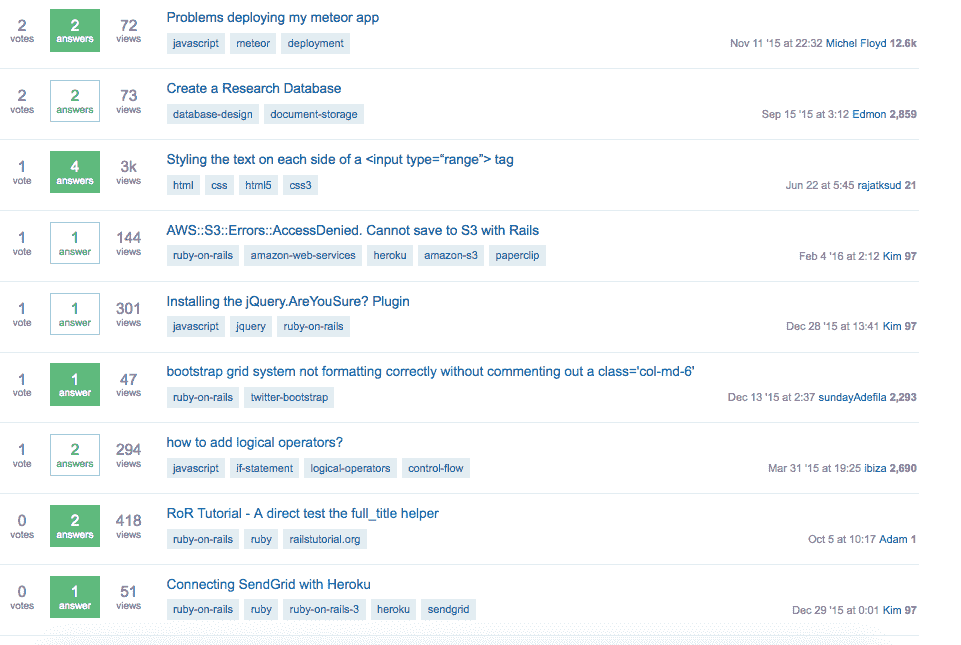 2 2 72 Problems deploying my meteor app
votes answers views javascript meteor deployment Nov 11 '15 at 22:32 Michel Floyd 12.6k
2 2 73 Create a Research Database
votes answers views database-design document-storage Sep 15 '15 at 3:12 Edmon 2,859
1 4 3k Styling the text on each side of a <input type=“range”> tag
vote answers views html css html5 css3 Jun 22 at 5:45 rajatksud 21
1 1 144 AWS::S3::Errors::AccessDenied. Cannot save to S3 with Rails
vote answer views ruby-on-rails amazon-web-services heroku amazon-s3 paperclip Feb 4 '16 at 2:12 Kim 97
1 1 301 Installing the jQuery.AreYouSure? Plugin
vote answer views javascript jquery ruby-on-rails Dec 28 '15 at 13:41 Kim 97
1 1 47 bootstrap grid system not formatting correctly without commenting out a class='col-md-6'
vote answer views ruby-on-rails twitter-bootstrap Dec 13 '15 at 2:37 sundayAdefila 2,293
1 2 294 how to add logical operators?
vote answers views javascript if-statement logical-operators control-flow Mar 31 '15 at 19:25 ibiza 2,690
0 2 418 RoR Tutorial - A direct test the full_title helper
votes answers views ruby-on-rails ruby railstutorial.org Oct 5 at 10:17 Adam 1
0 1 51 Connecting SendGrid with Heroku
votes answer views ruby-on-rails ruby ruby-on-rails-3 heroku sendgrid Dec 29 '15 at 0:01 Kim 97